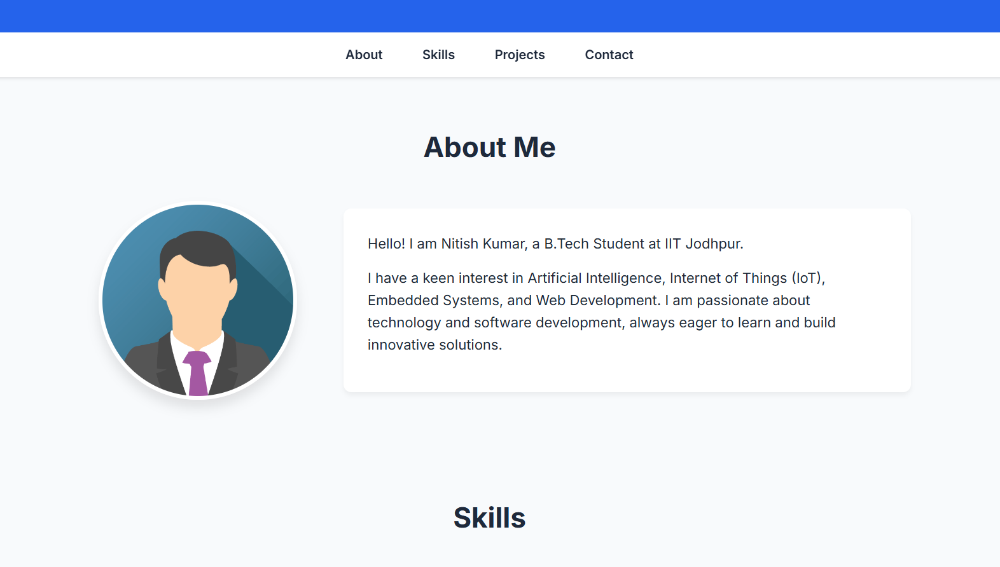 About Skills Projects Contact
About Me
Hello! I am Nitish Kumar, a B.Tech Student at IIT Jodhpur.
I have a keen interest in Artificial Intelligence, Internet of Things (IoT),
Embedded Systems, and Web Development. I am passionate about
technology and software development, always eager to learn and build
innovative solutions.
Skills